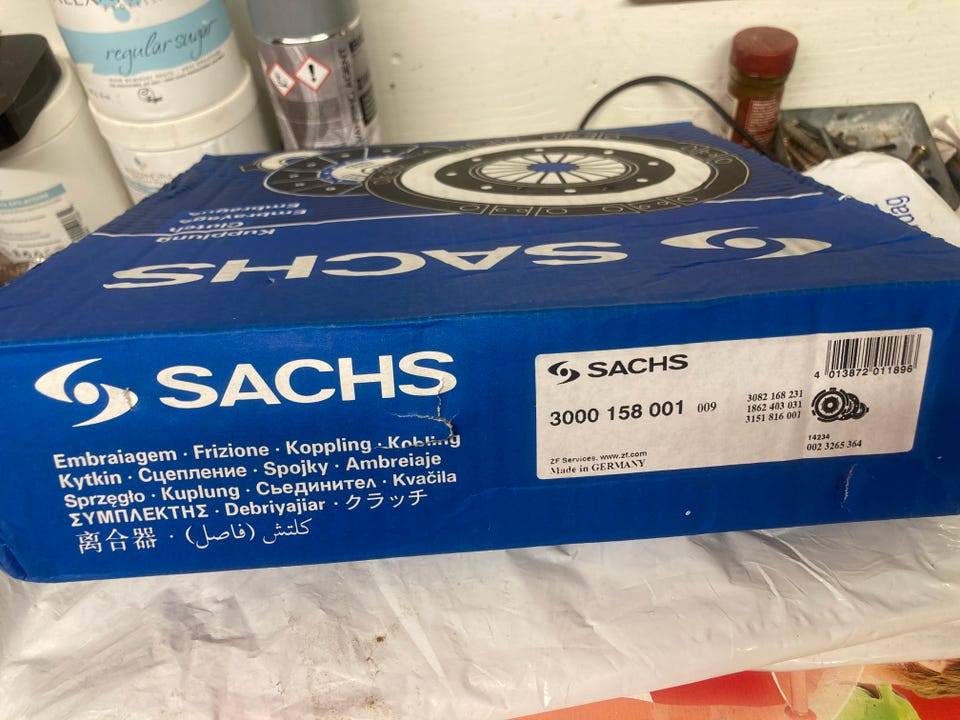 regular sugar
Embrayage
Embrague
Kupplung
Clutch
SACHS
SACHS
Embraiagem · Frizione · Koppling · Kobling
Kytkin · Сцепление · Spojky · Ambreiaje
Sprzęgło · Kuplung · Съединител · Kvačila
ΣΥΜΠΛΕΚΤΗΣ · Debriyajiar · クラッチ
离合器 · كلتش (فاصل)
SACHS
3000 158 001 009
3082 168 231
1862 403 031
3151 816 001
4 013872 011896
14234
002 3265 364
ZF Services. www.zf.com
Made in GERMANY